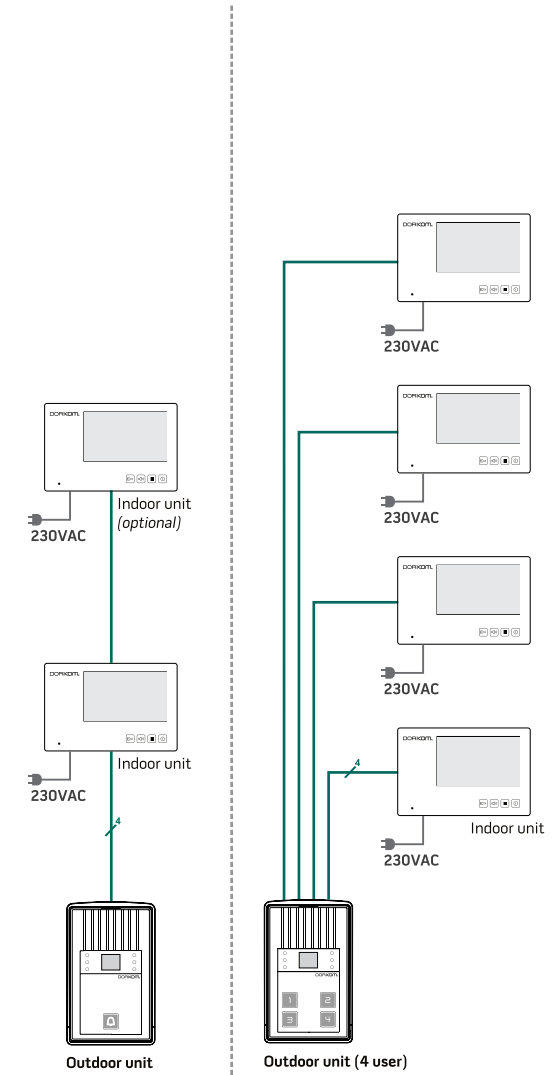 DORKOM.
Indoor unit
(optional)
230VAC
DORKOM.
Indoor unit
230VAC
4
DORKOM.
Outdoor unit
DORKOM.
230VAC
DORKOM.
230VAC
DORKOM.
230VAC
4
DORKOM.
Indoor unit
230VAC
DORKOM.
1 2
3 4
Outdoor unit (4 user)